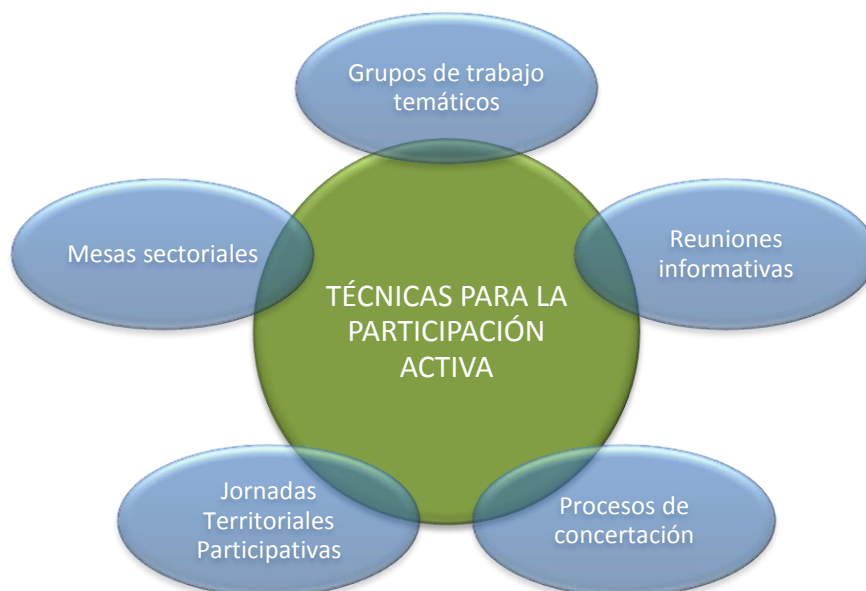 Grupos de trabajo
temáticos
Mesas sectoriales
Reuniones
informativas
TÉCNICAS PARA LA
PARTICIPACIÓN
ACTIVA
Jornadas
Territoriales
Participativas
Procesos de
concertación